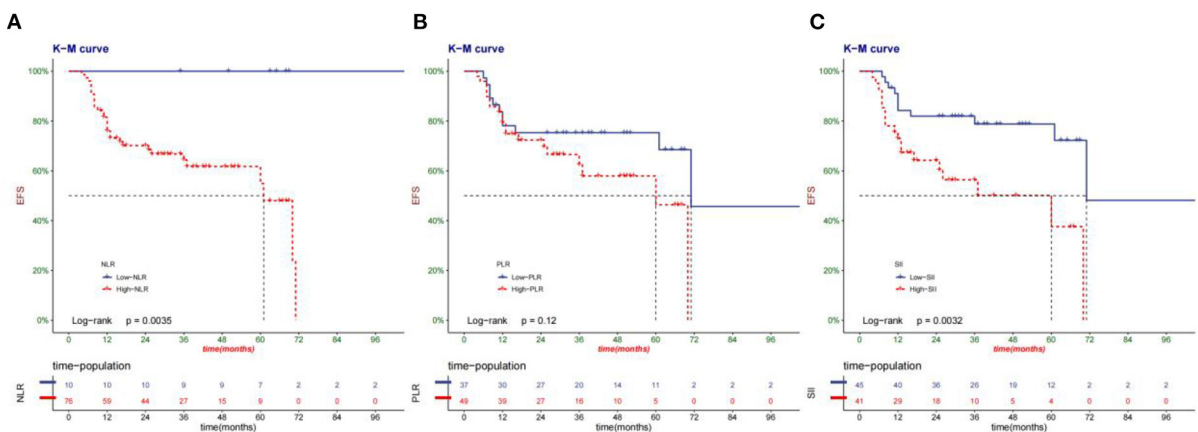 A
K-M curve
100%
80%
60%
40%
20%
0%
EFS
NLR
Low-NLR
High-NLR
Log-rank p = 0.0035
0 12 24 36 48 60 72 84 96
time(months)
time-population
NLR
10 10 10 9 9 7 2 2 2
76 59 44 27 15 9 0 0 0
0 12 24 36 48 60 72 84 96
time(months)
B
K-M curve
100%
80%
60%
40%
20%
0%
EFS
PLR
Low-PLR
High-PLR
Log-rank p = 0.12
0 12 24 36 48 60 72 84 96
time(months)
time-population
PLR
37 30 27 20 14 11 2 2 2
49 39 27 16 10 5 0 0 0
0 12 24 36 48 60 72 84 96
time(months)
C
K-M curve
100%
80%
60%
40%
20%
0%
EFS
SII
Low-SII
High-SII
Log-rank p = 0.0032
0 12 24 36 48 60 72 84 96
time(months)
time-population
SII
45 40 36 26 19 12 2 2 2
41 29 18 10 5 4 0 0 0
0 12 24 36 48 60 72 84 96
time(months)